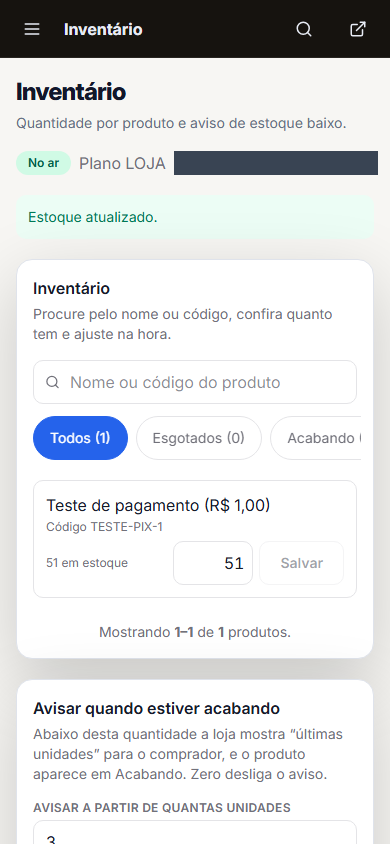 Inventário
Inventário
Quantidade por produto e aviso de estoque baixo.
No ar Plano LOJA
Estoque atualizado.
Inventário
Procure pelo nome ou código, confira quanto
tem e ajuste na hora.
Nome ou código do produto
Todos (1) Esgotados (0) Acabando
Teste de pagamento (R$ 1,00)
Código TESTE-PIX-1
51 em estoque 51 Salvar
Mostrando 1–1 de 1 produtos.
Avisar quando estiver acabando
Abaixo desta quantidade a loja mostra “últimas
unidades” para o comprador, e o produto
aparece em Acabando. Zero desliga o aviso.
AVISAR A PARTIR DE QUANTAS UNIDADES
3